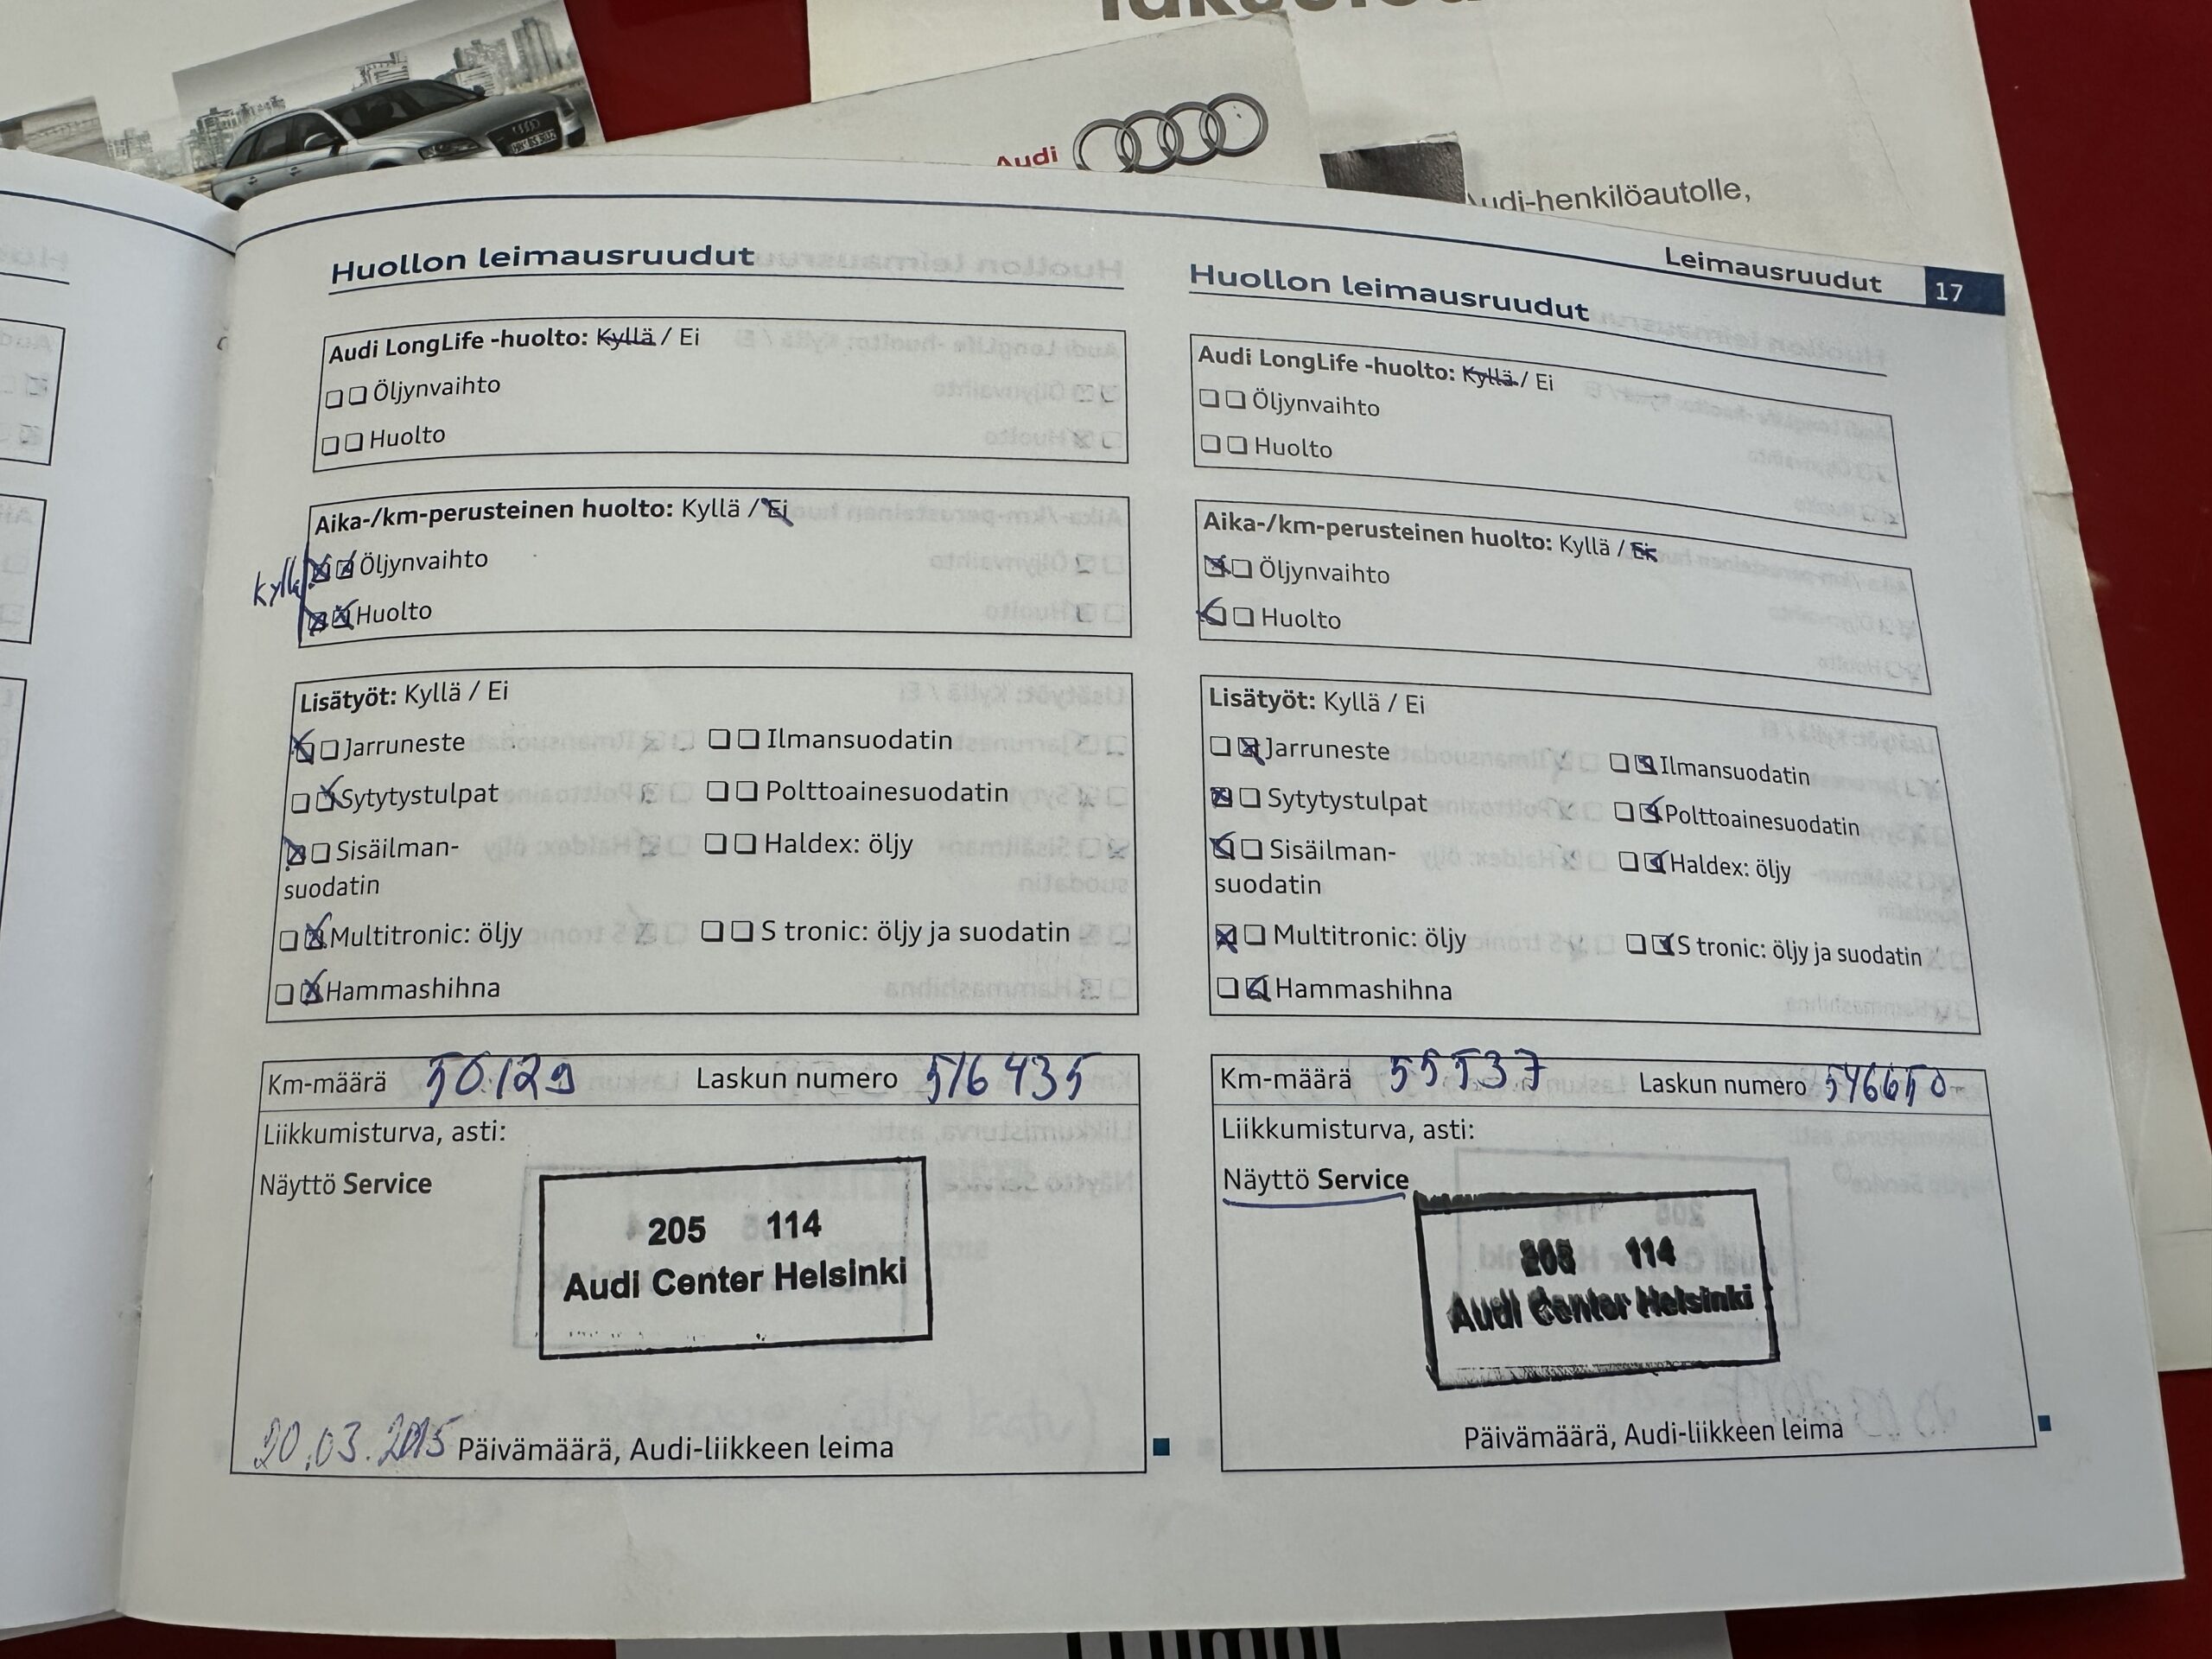 Audi
udi-henkilöautolle,
Leimausruudut 17
Huollon leimausruudut
Audi LongLife -huolto: Kyllä / Ei
Öljynvaihto
Huolto
Aika-/km-perusteinen huolto: Kyllä / Ei
kyllä
Öljynvaihto
Huolto
Lisätyöt: Kyllä / Ei
Jarruneste
Ilmansuodatin
Sytytystulpat
Polttoainesuodatin
Sisäilman-
suodatin
Haldex: öljy
Multitronic: öljy
S tronic: öljy ja suodatin
Hammashihna
Km-määrä 50129 Laskun numero 516435
Liikkumisturva, asti:
Näyttö Service
205 114
Audi Center Helsinki
20.03.2015 Päivämäärä, Audi-liikkeen leima
Huollon leimausruudut
Audi LongLife -huolto: Kyllä / Ei
Öljynvaihto
Huolto
Aika-/km-perusteinen huolto: Kyllä / Ei
Öljynvaihto
Huolto
Lisätyöt: Kyllä / Ei
Jarruneste
Ilmansuodatin
Sytytystulpat
Polttoainesuodatin
Sisäilman-
suodatin
Haldex: öljy
Multitronic: öljy
S tronic: öljy ja suodatin
Hammashihna
Km-määrä 55537 Laskun numero 546650
Liikkumisturva, asti:
Näyttö Service
205 114
Audi Center Helsinki
Päivämäärä, Audi-liikkeen leima